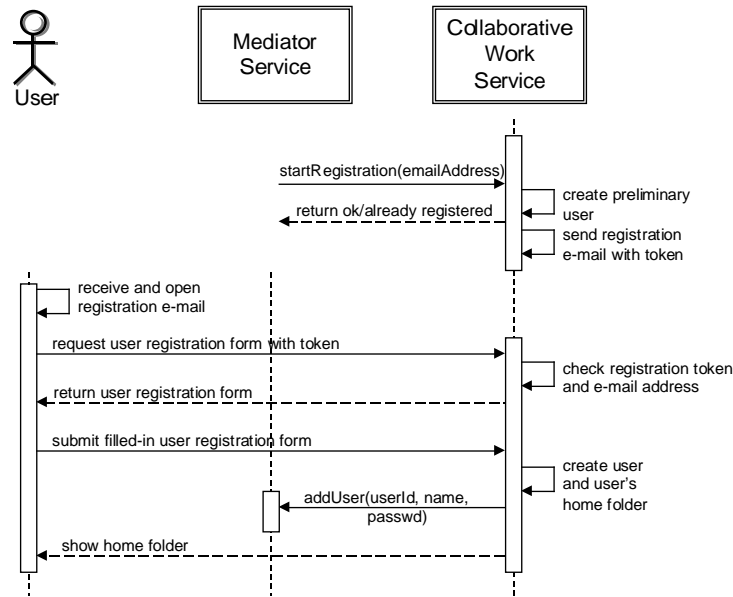 User
Mediator
Service
Collaborative
Work
Service
startRegistration(emailAddress)
create preliminary
user
return ok/already registered
send registration
e-mail with token
receive and open
registration e-mail
request user registration form with token
check registration token
and e-mail address
return user registration form
submit filled-in user registration form
create user
and user's
home folder
addUser(userId, name,
passwd)
show home folder